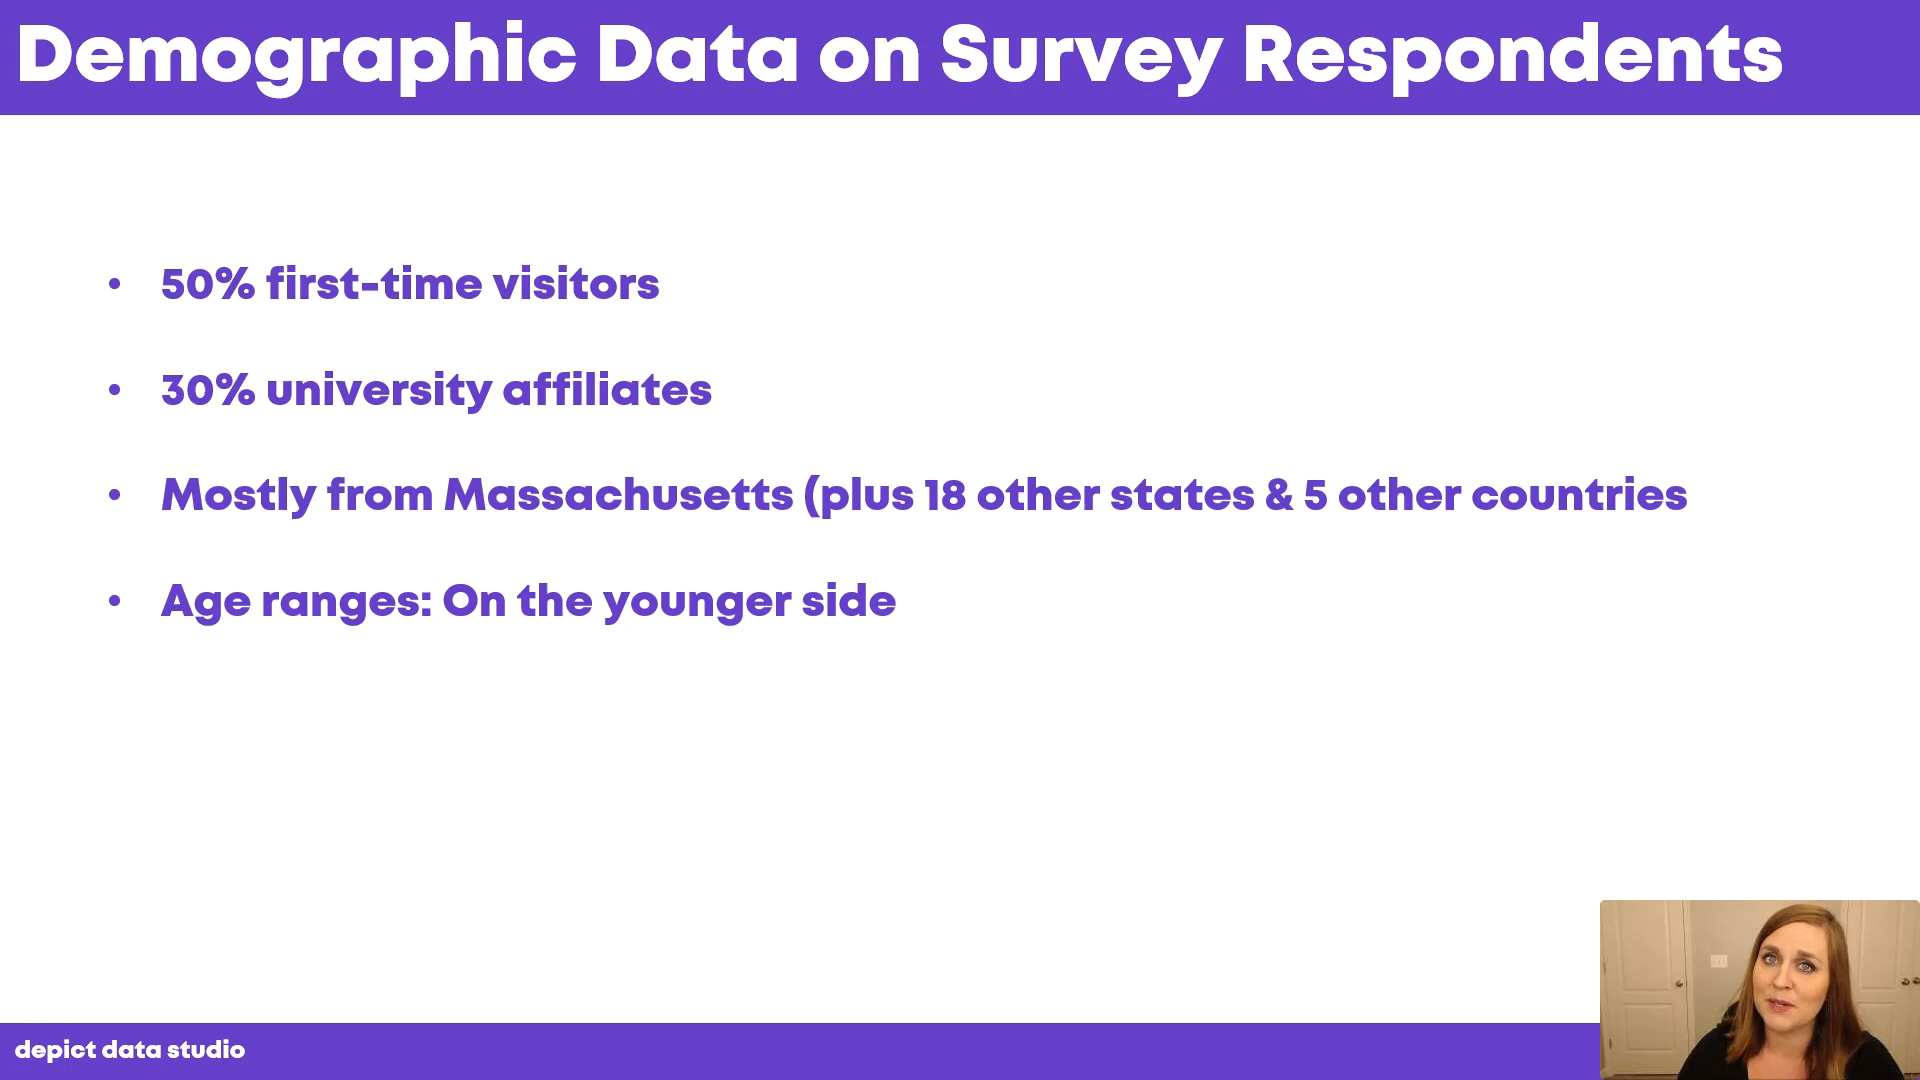 Demographic Data on Survey Respondents
• 50% first-time visitors
• 30% university affiliates
• Mostly from Massachusetts (plus 18 other states & 5 other countries
• Age ranges: On the younger side
depict data studio